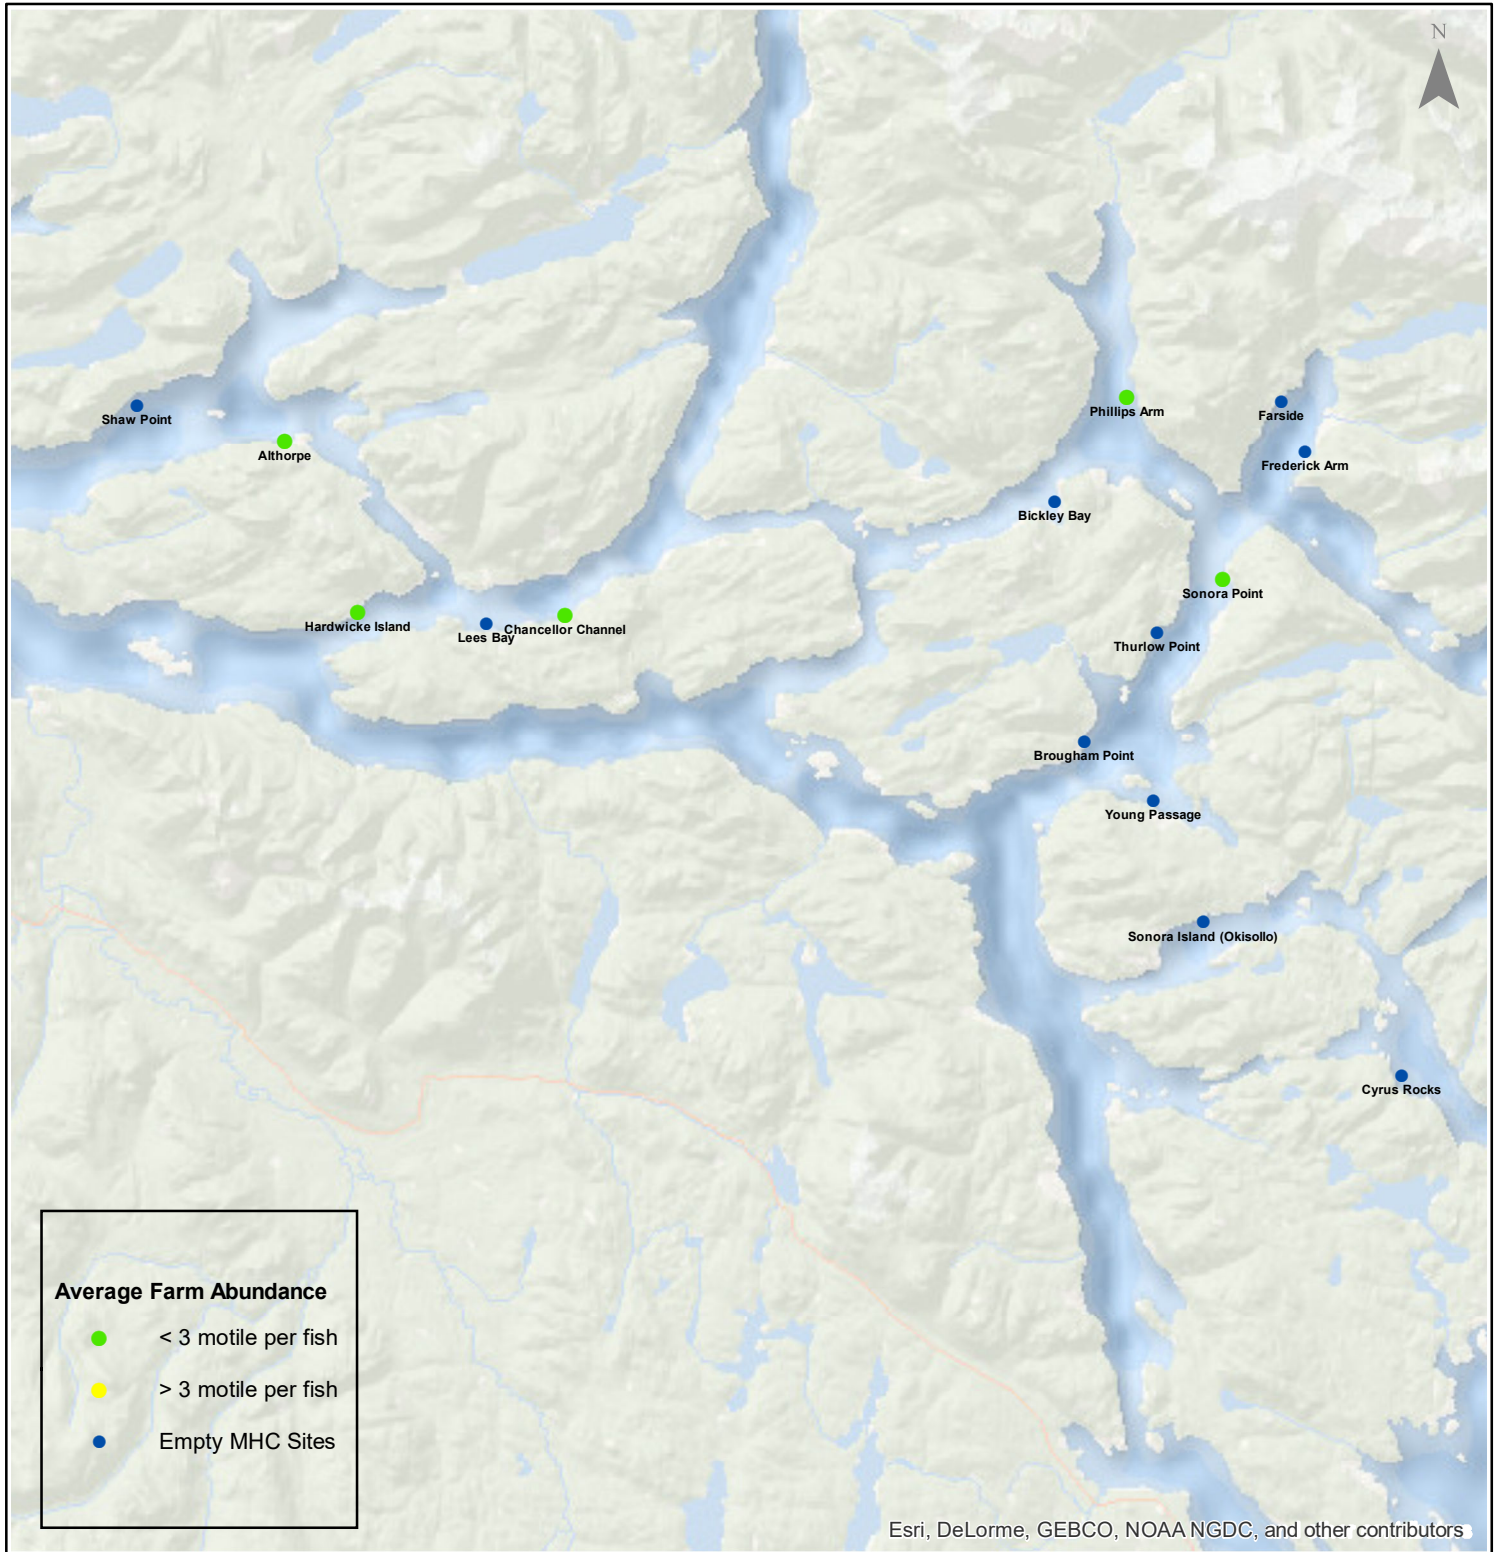 N
Shaw Point
Althorpe
Phillips Arm
Farside
Frederick Arm
Bickley Bay
Sonora Point
Hardwicke Island
Lees Bay
Chancellor Channel
Thurlow Point
Brougham Point
Young Passage
Sonora Island (Okisollo)
Cyrus Rocks
Average Farm Abundance
< 3 motile per fish
> 3 motile per fish
Empty MHC Sites
Esri, DeLorme, GEBCO, NOAA NGDC, and other contributors